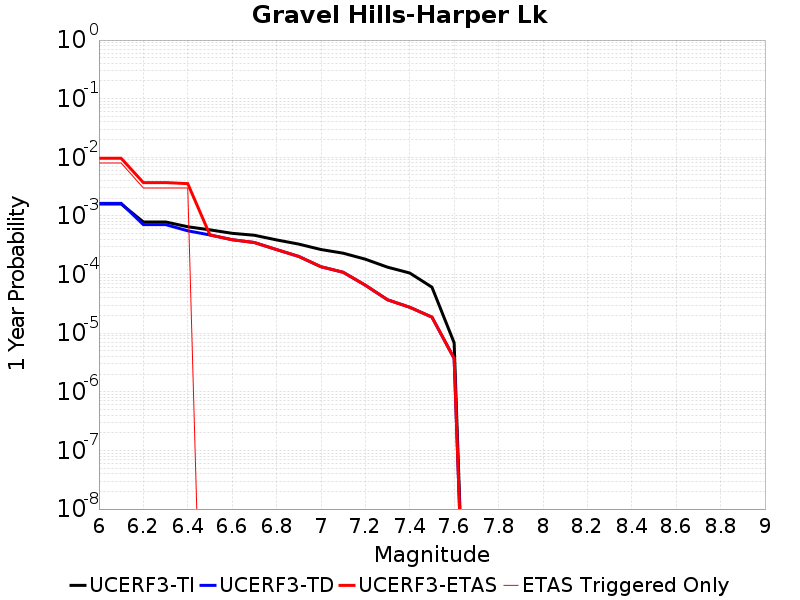 Gravel Hills-Harper Lk
1 Year Probability
10^0
10^-1
10^-2
10^-3
10^-4
10^-5
10^-6
10^-7
10^-8
6 6.2 6.4 6.6 6.8 7 7.2 7.4 7.6 7.8 8 8.2 8.4 8.6 8.8 9
Magnitude
UCERF3-TI UCERF3-TD UCERF3-ETAS ETAS Triggered Only